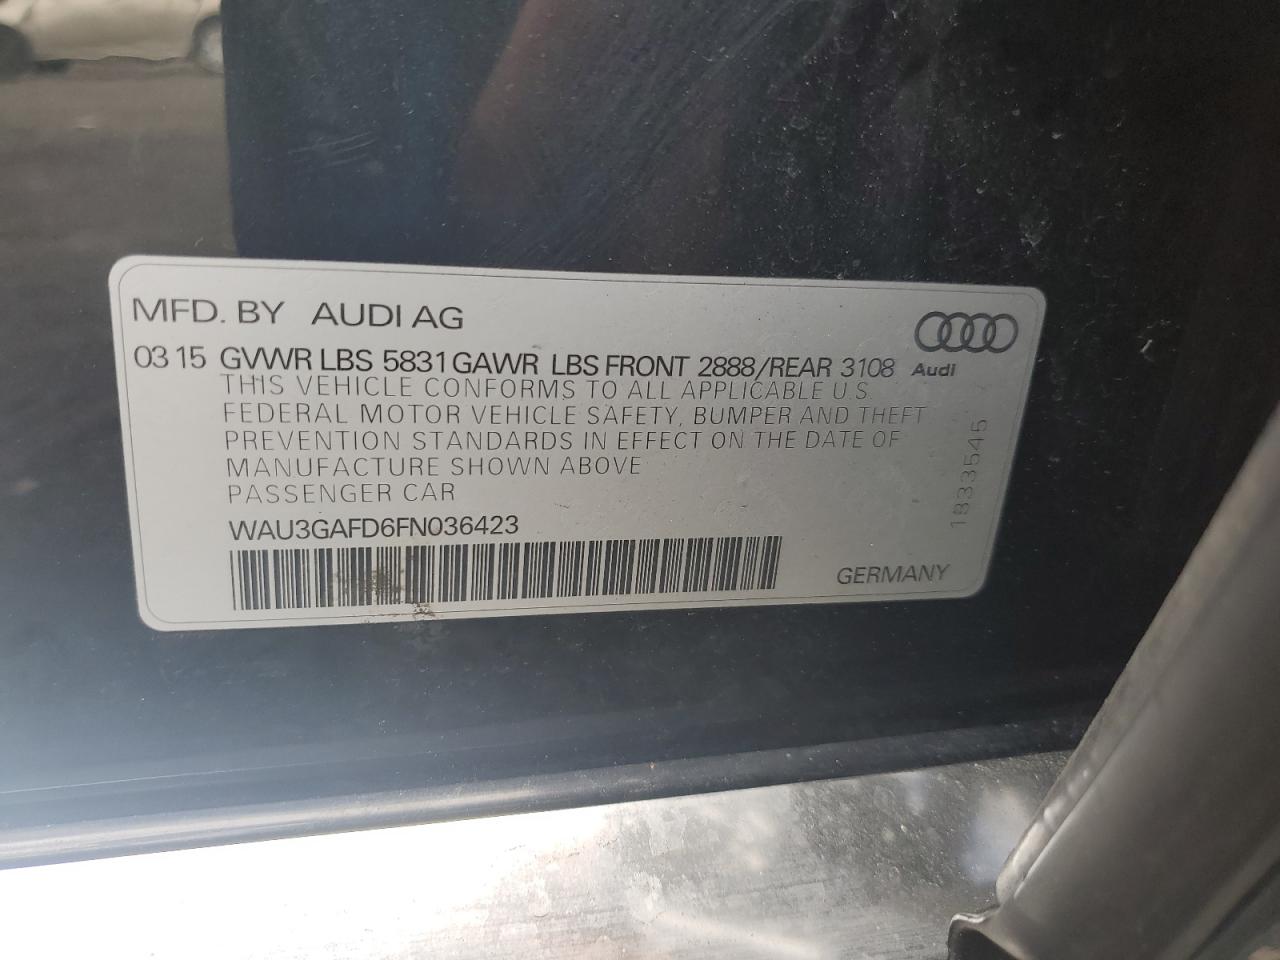 MFD. BY AUDI AG
03 15 GVWR LBS 5831 GAWR LBS FRONT 2888/REAR 3108
Audi
THIS VEHICLE CONFORMS TO ALL APPLICABLE U.S
FEDERAL MOTOR VEHICLE SAFETY, BUMPER AND THEFT
PREVENTION STANDARDS IN EFFECT ON THE DATE OF
MANUFACTURE SHOWN ABOVE
PASSENGER CAR
WAU3GAFD6FN036423
GERMANY
1833545